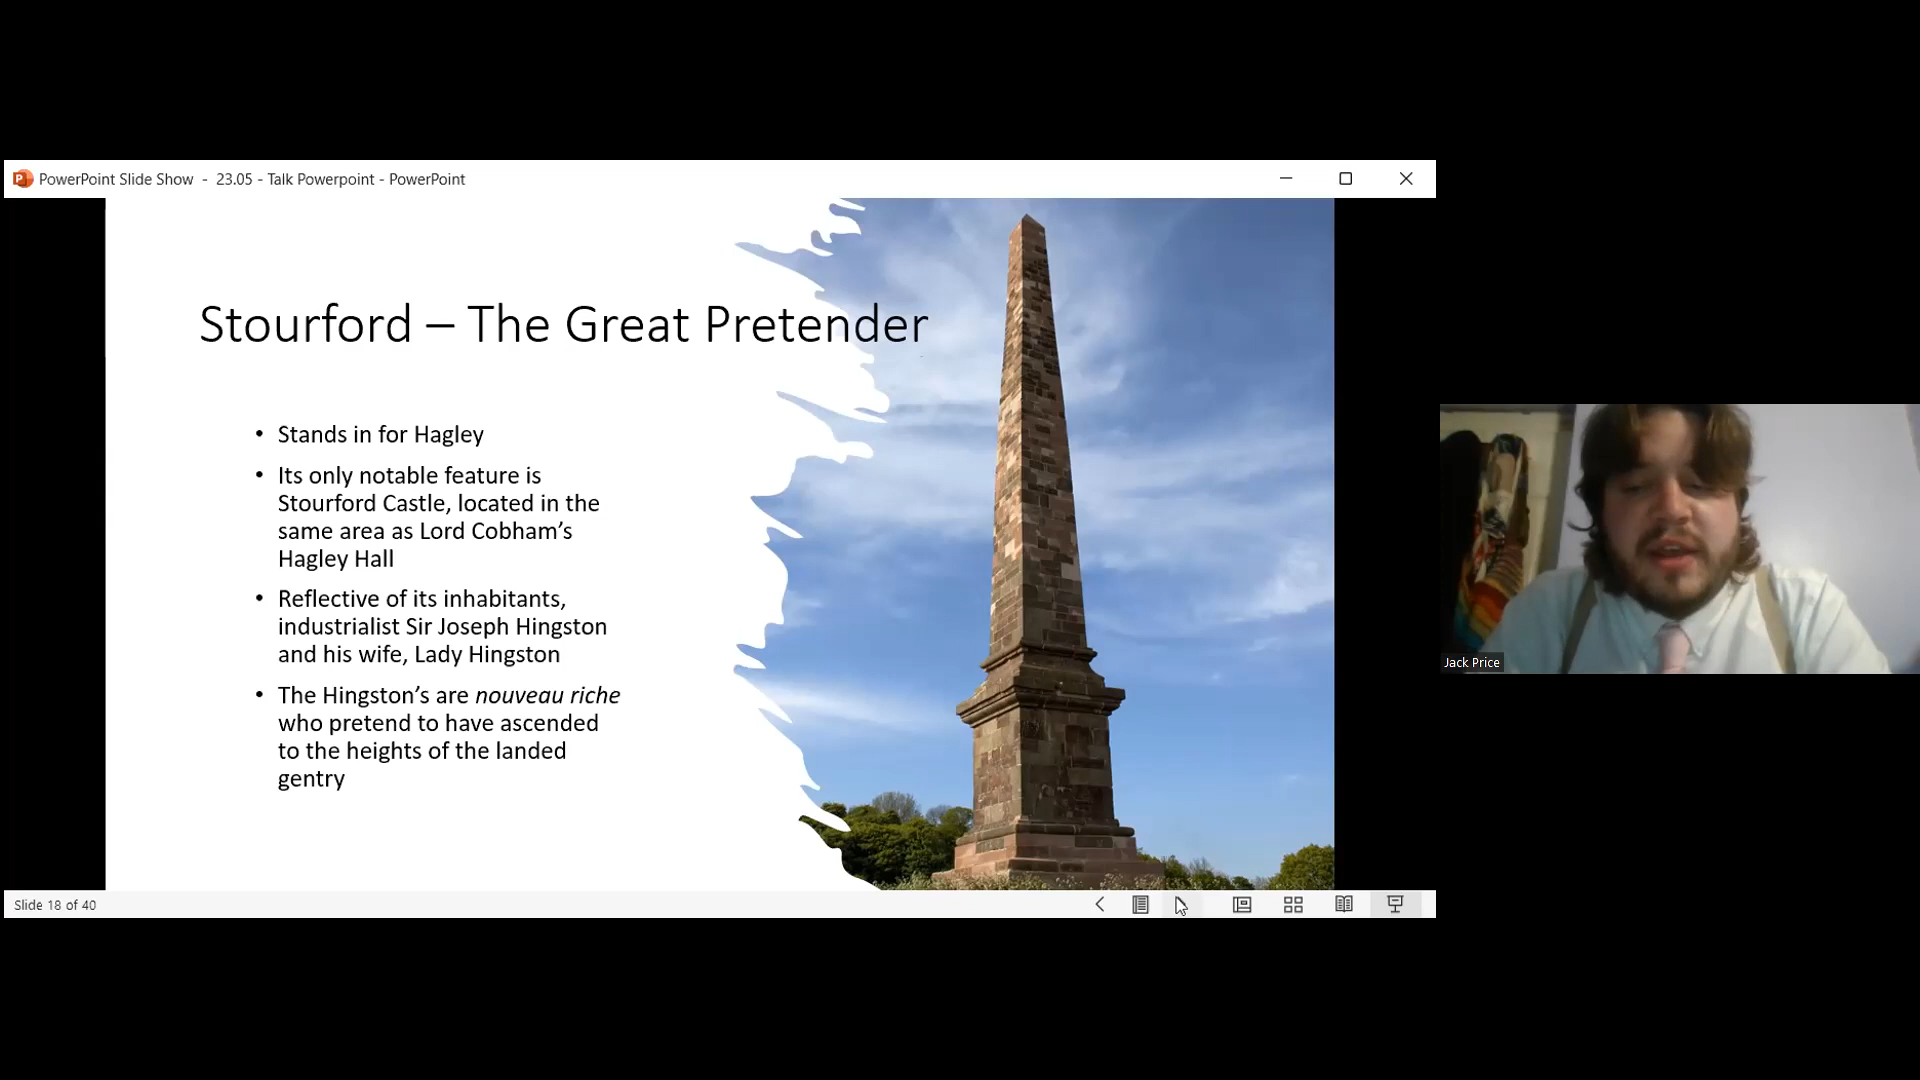 PowerPoint Slide Show - 23.05 - Talk Powerpoint - PowerPoint
Stourford – The Great Pretender
• Stands in for Hagley
• Its only notable feature is
Stourford Castle, located in the
same area as Lord Cobham’s
Hagley Hall
• Reflective of its inhabitants,
industrialist Sir Joseph Hingston
and his wife, Lady Hingston
• The Hingston’s are nouveau riche
who pretend to have ascended
to the heights of the landed
gentry
Jack Price
Slide 18 of 40